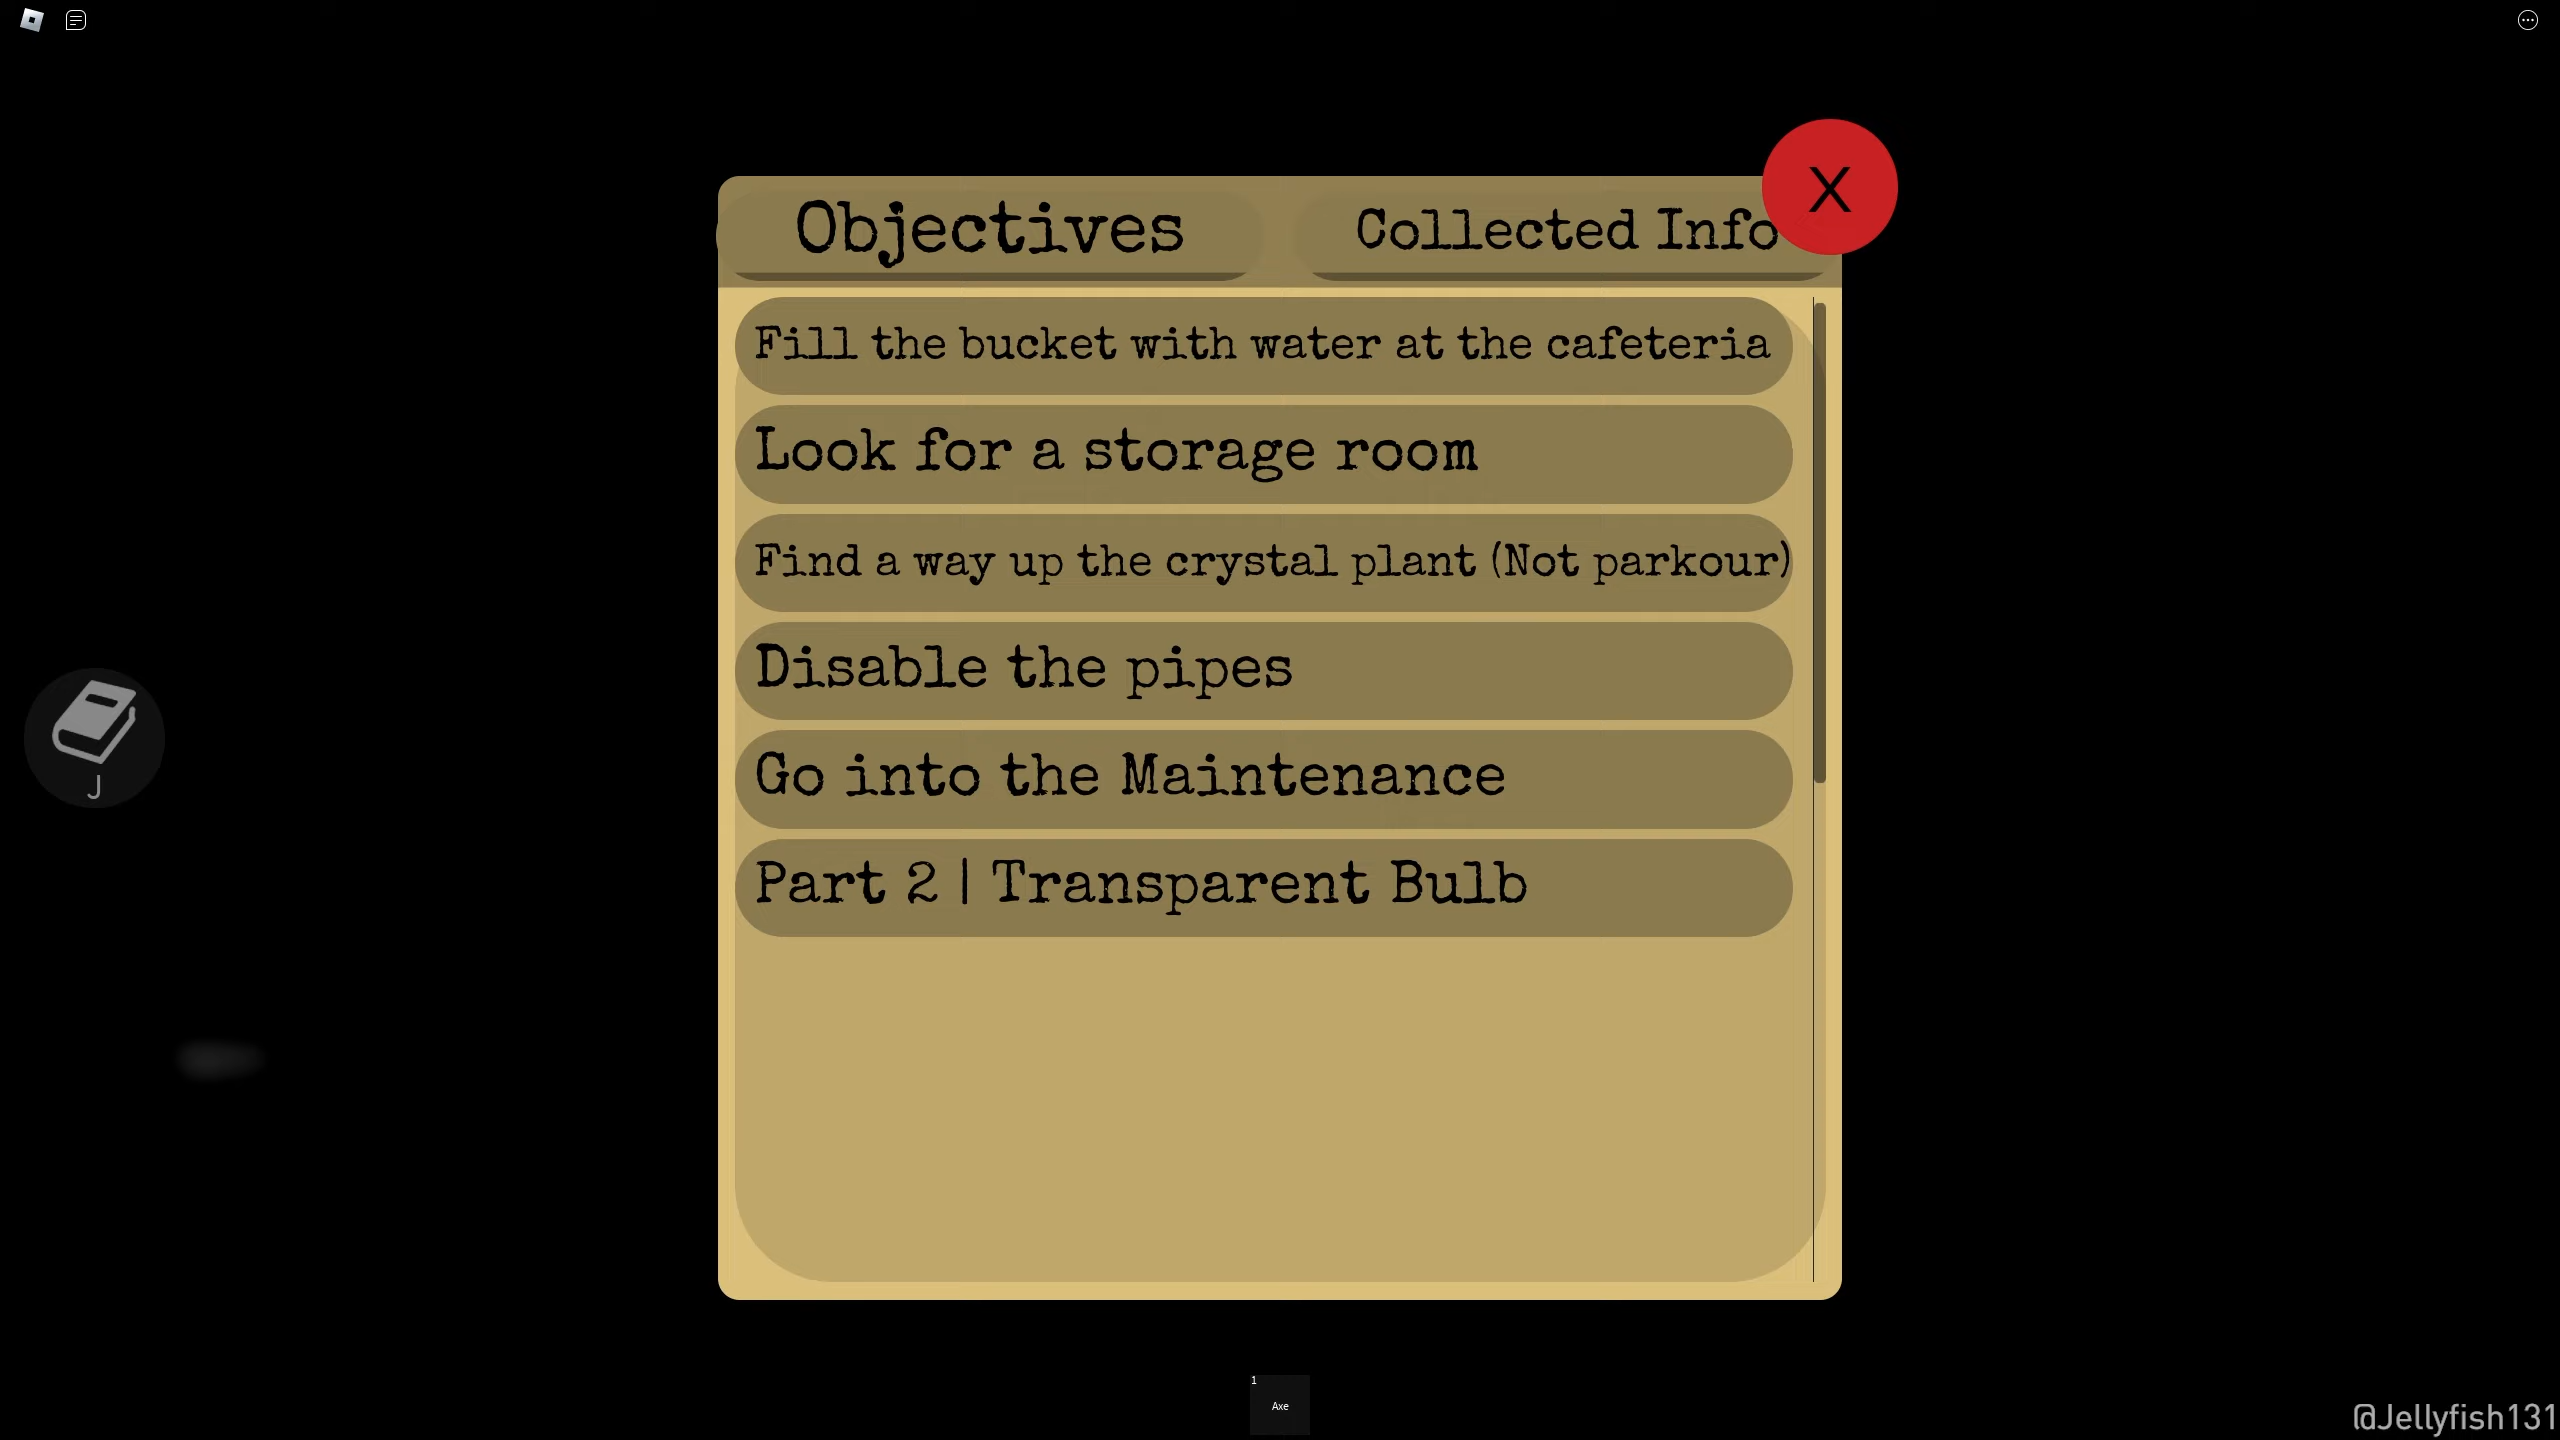 Objectives
Collected Info
X
Fill the bucket with water at the cafeteria
Look for a storage room
Find a way up the crystal plant (Not parkour)
Disable the pipes
Go into the Maintenance
Part 2 | Transparent Bulb
J
1
Axe
@Jellyfish131